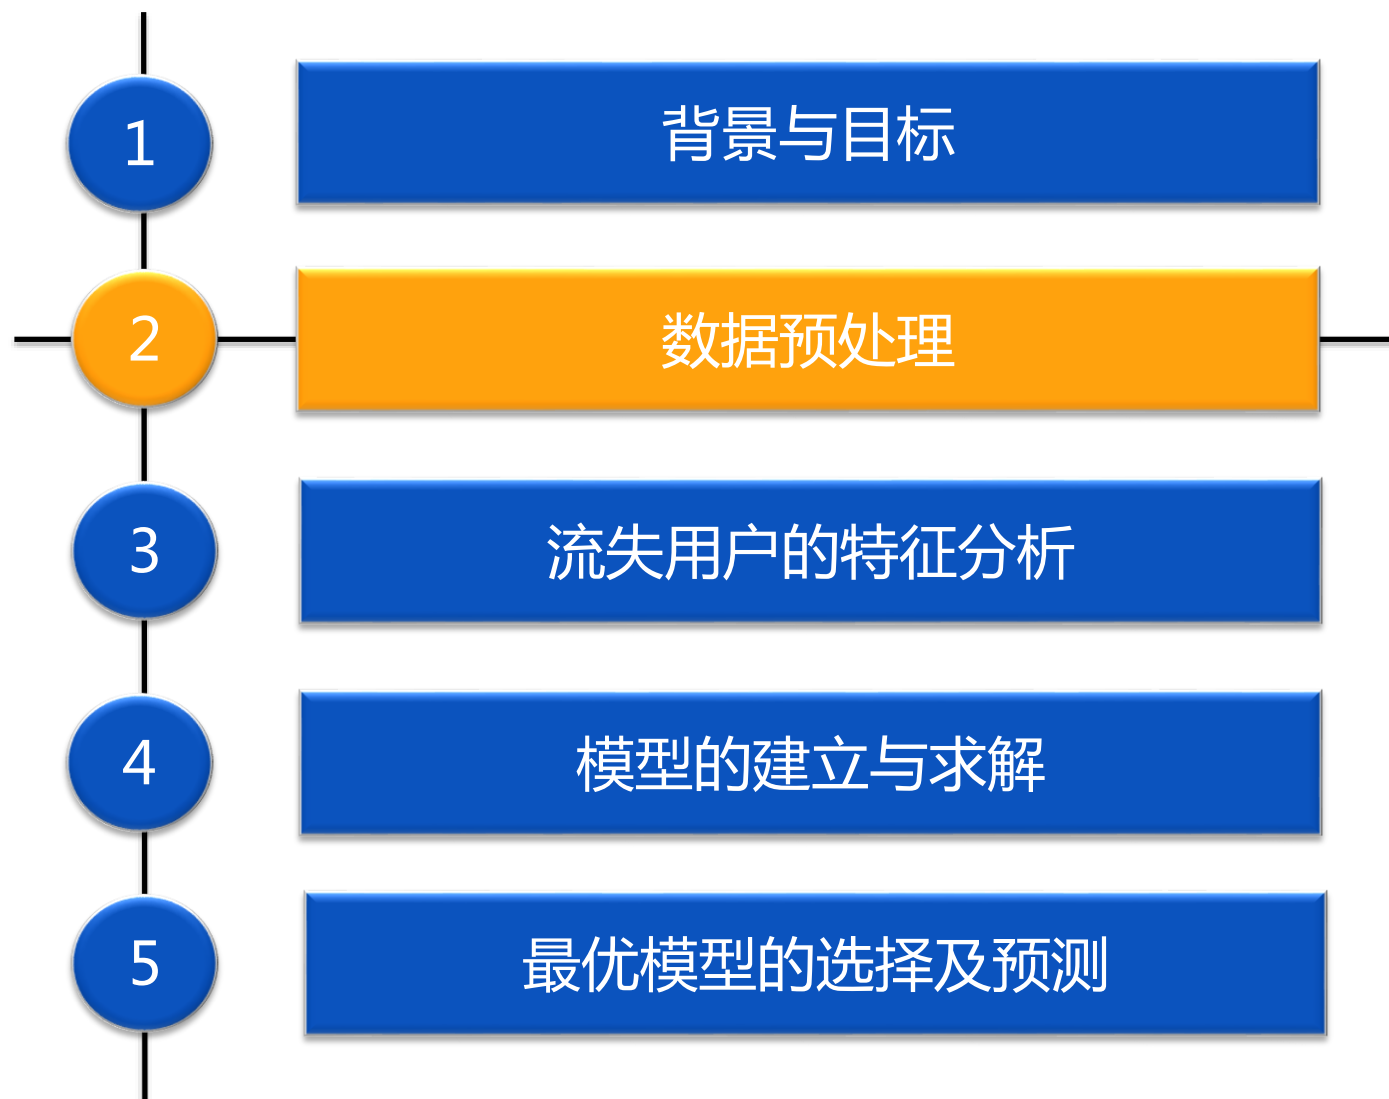 1 背景与目标
2 数据预处理
3 流失用户的特征分析
4 模型的建立与求解
5 最优模型的选择及预测